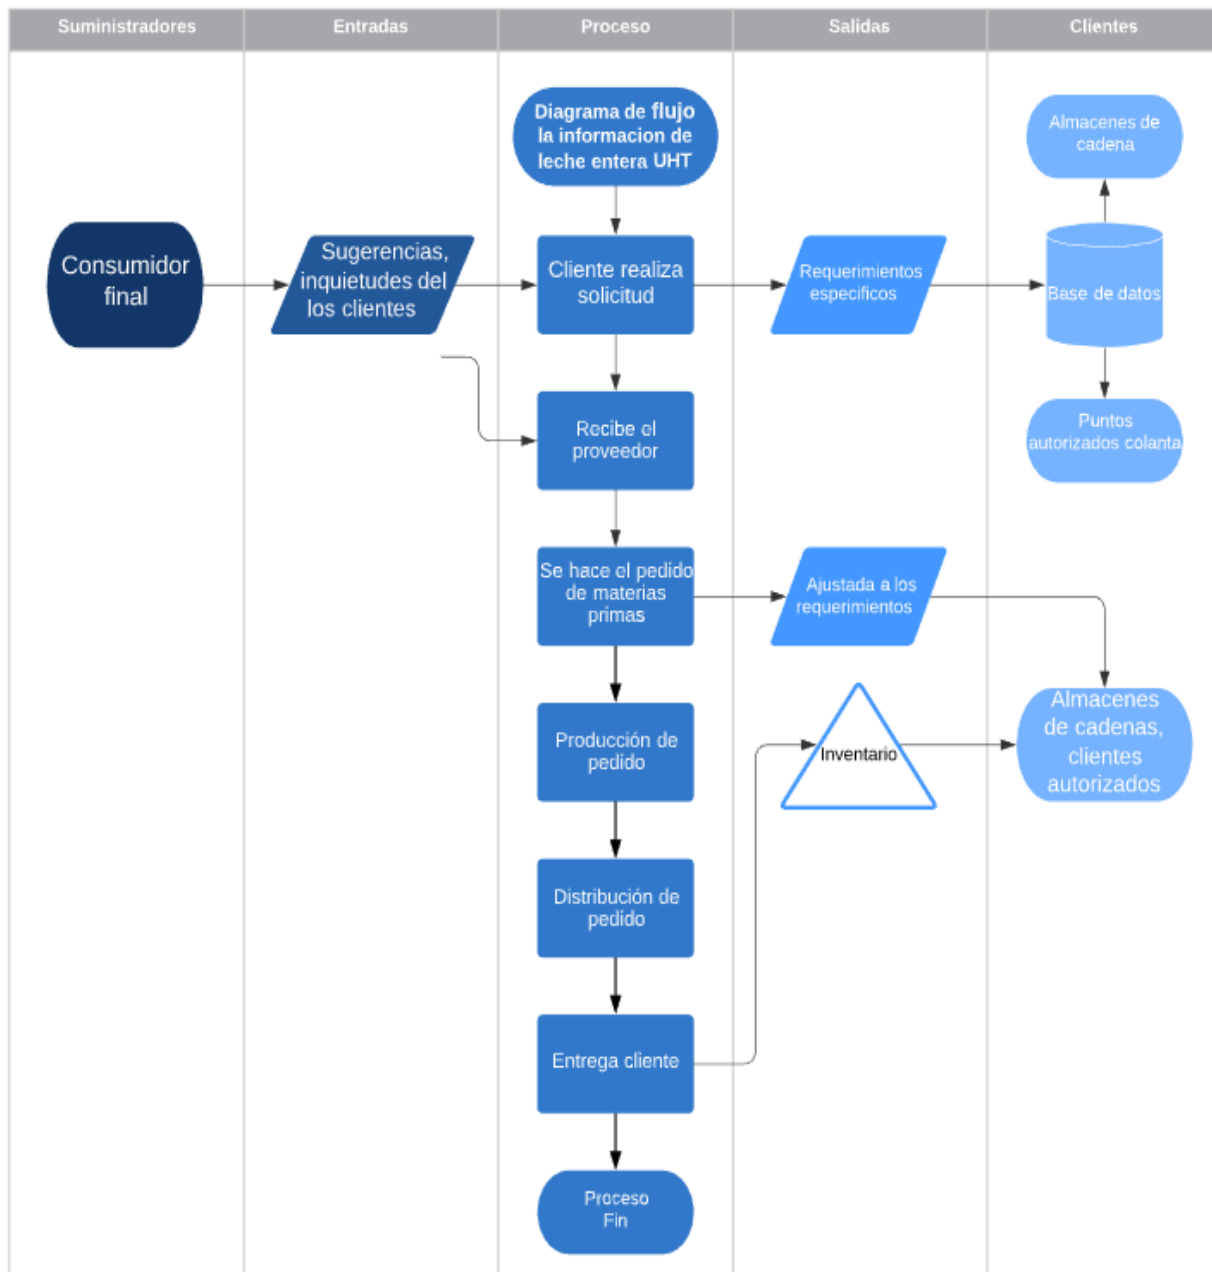 Suministradores
Entradas
Proceso
Salidas
Clientes
Diagrama de flujo
la informacion de
leche entera UHT
Almacenes de
cadena
Consumidor
final
Sugerencias,
inquietudes del
los clientes
Cliente realiza
solicitud
Requerimientos
especificos
Base de datos
Recibe el
proveedor
Puntos
autorizados colanta
Se hace el pedido
de materias
primas
Ajustada a los
requerimientos
Producción de
pedido
Inventario
Almacenes
de cadenas,
clientes
autorizados
Distribución de
pedido
Entrega cliente
Proceso
Fin